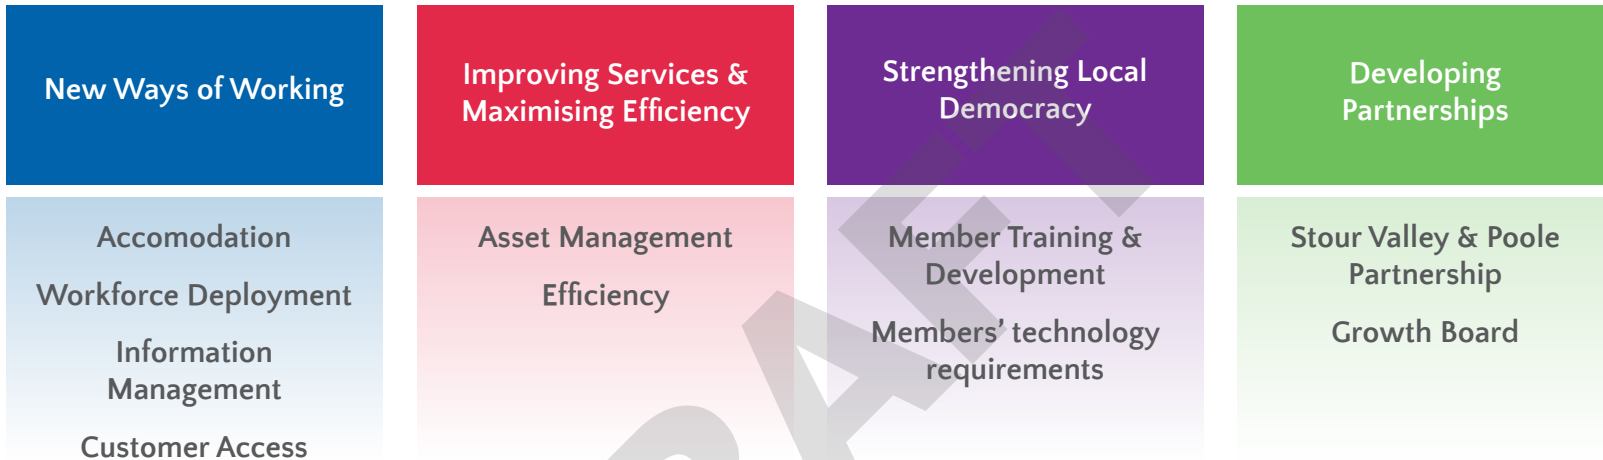 New Ways of Working
Improving Services &
Maximising Efficiency
Strengthening Local
Democracy
Developing
Partnerships
Accomodation
Workforce Deployment
Information
Management
Customer Access
Asset Management
Efficiency
Member Training &
Development
Members’ technology
requirements
Stour Valley & Poole
Partnership
Growth Board
DRAFT